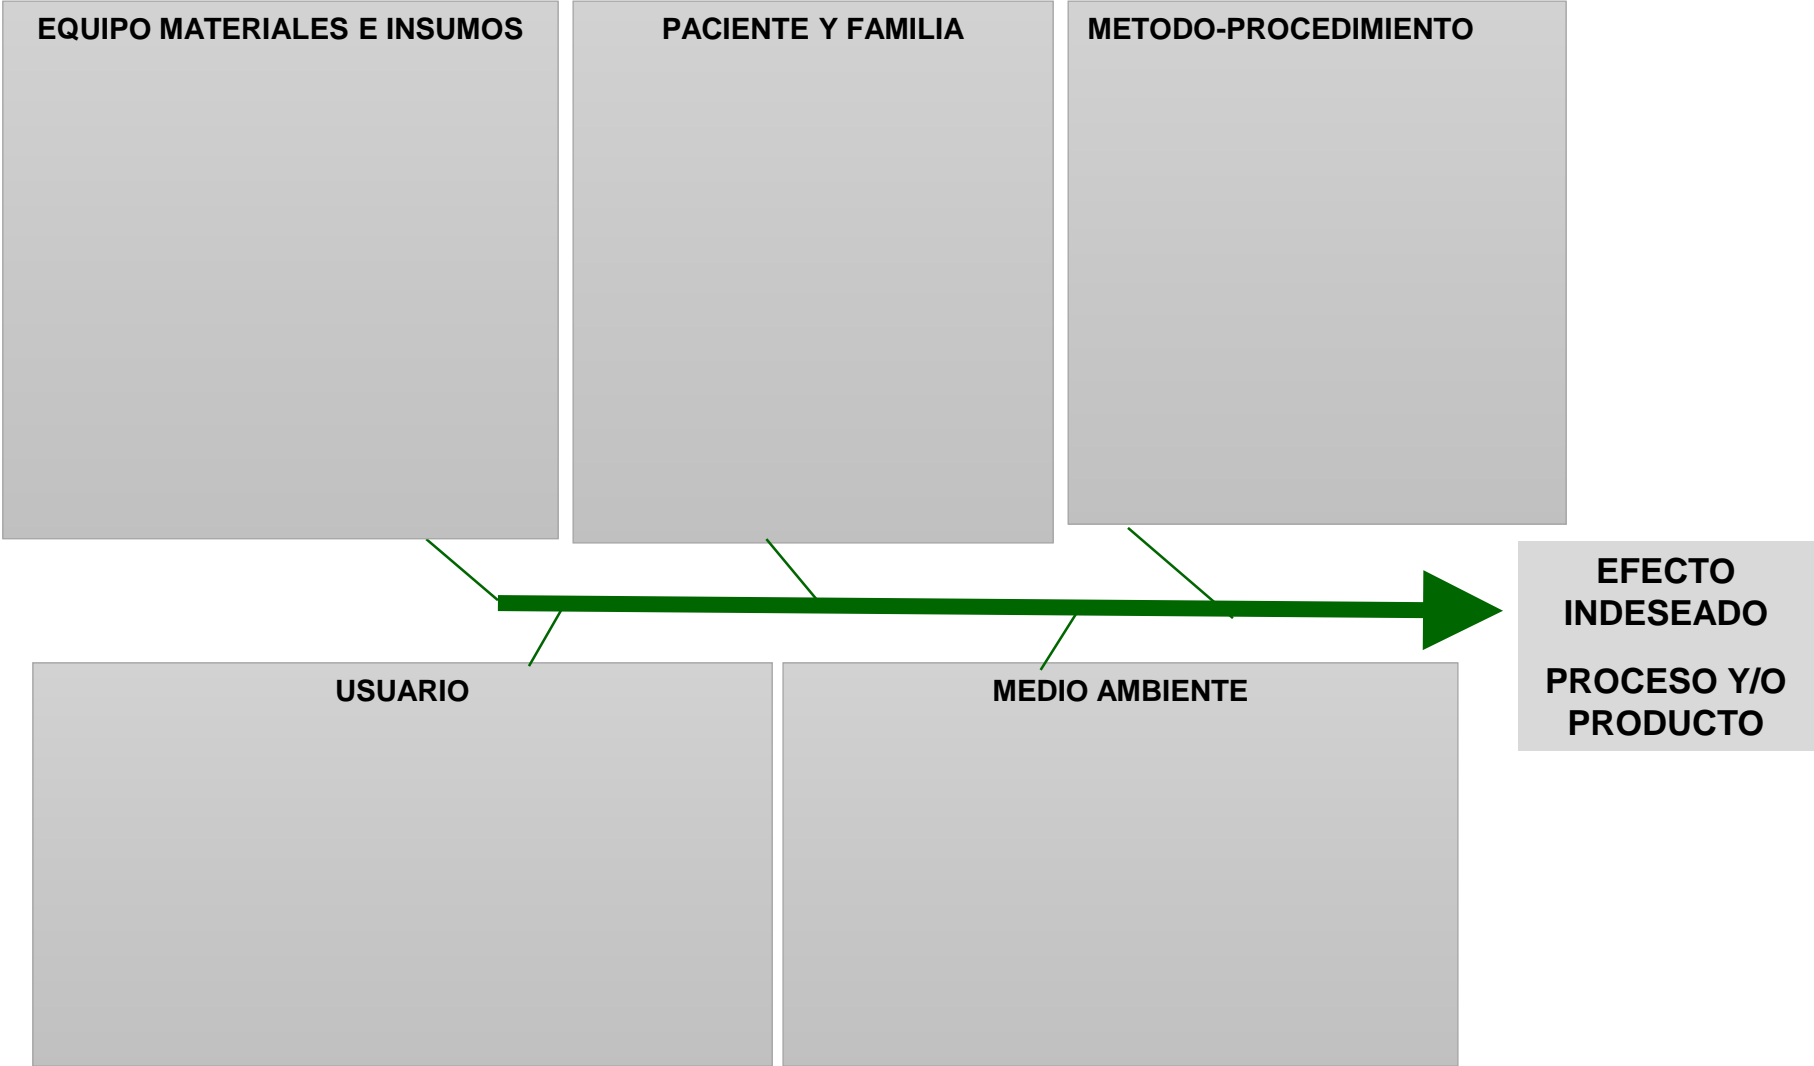 EQUIPO MATERIALES E INSUMOS
PACIENTE Y FAMILIA
METODO-PROCEDIMIENTO
EFECTO
INDESEADO
PROCESO Y/O
PRODUCTO
USUARIO
MEDIO AMBIENTE